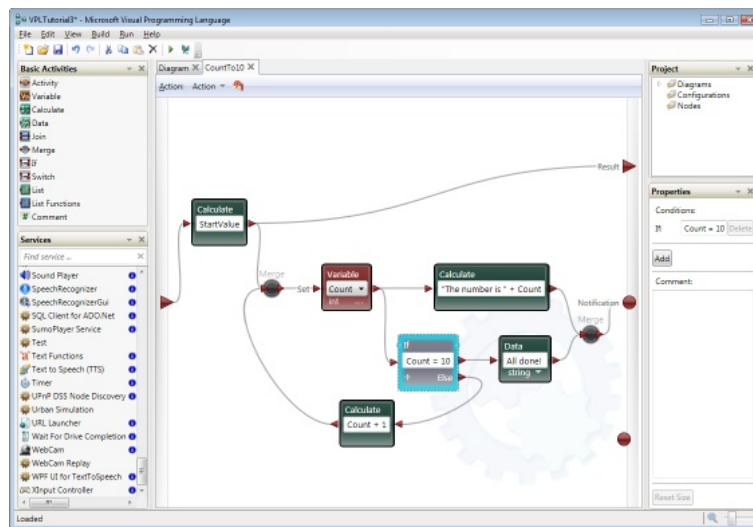 VPLTutorial3* - Microsoft Visual Programming Language
File Edit View Build Run Help
Basic Activities
Activity
Variable
Calculate
Data
Join
Merge
If
Switch
List
List Functions
# Comment
Services
Find service ...
Sound Player
SpeechRecognizer
SpeechRecognizerGui
SQL Client for ADO.Net
SumoPlayer Service
Test
Text Functions
Text to Speech (TTS)
Timer
UPnP DSS Node Discovery
Urban Simulation
URL Launcher
Wait For Drive Completion
WebCam
WebCam Replay
WPF UI for TextToSpeech
XInput Controller
Loaded
Diagram
CountTo10
Action: Action
Result
Calculate
StartValue
Merge
Set
Variable
Count
int ...
Calculate
"The number is " + Count
Notification
Merge
If
Count = 10
+ Else
Data
All done!
string
Calculate
Count + 1
Project
Diagrams
Configurations
Nodes
Properties
Conditions:
If Count = 10 Delete
Add
Comment:
Reset Size